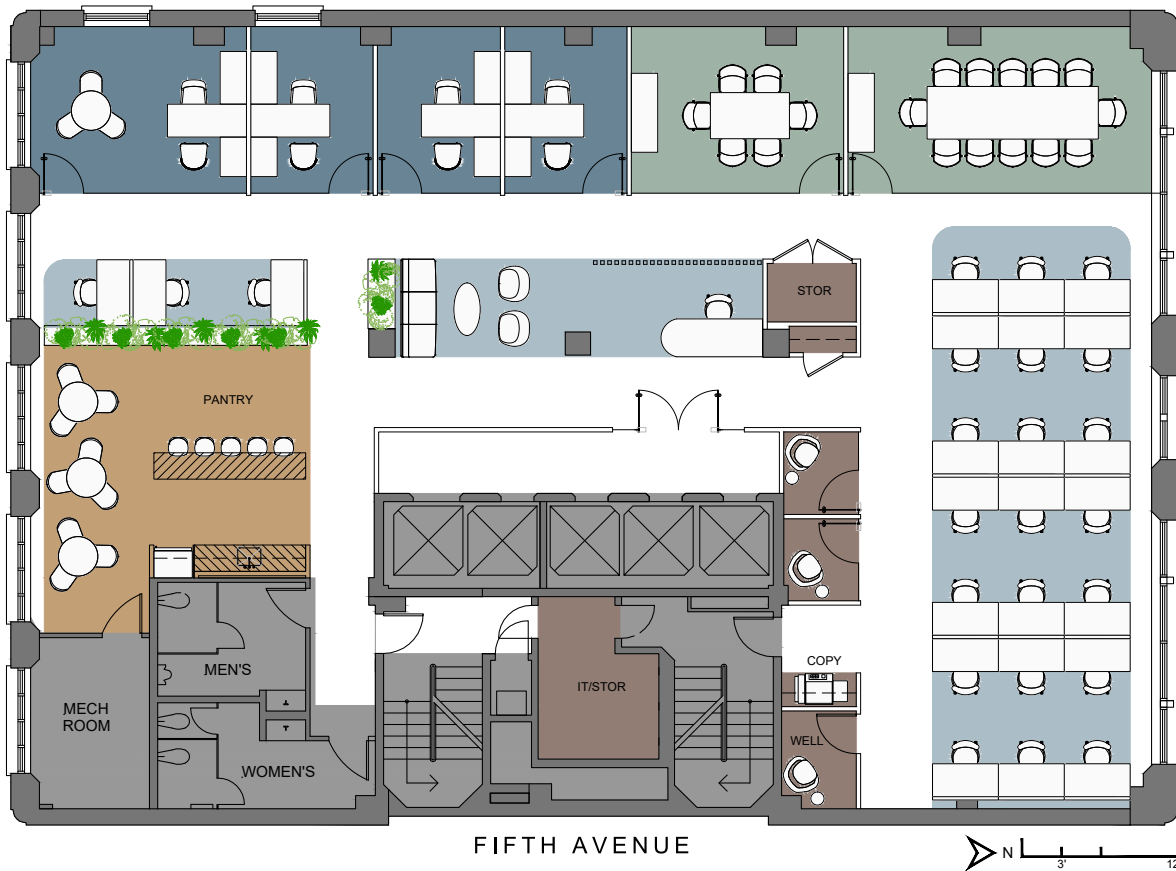 STOR
PANTRY
COPY
MEN'S
IT/STOR
MECH
ROOM
WELL
WOMEN'S
FIFTH AVENUE
N
3'
12